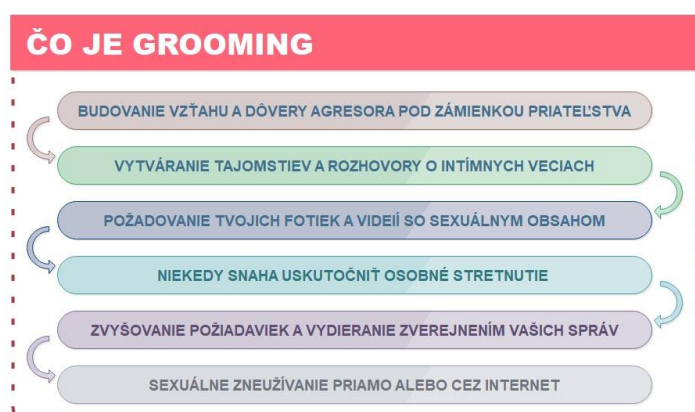 ČO JE GROOMING
BUDOVANIE VZŤAHU A DÔVERY AGRESORA POD ZÁMIENKOU PRIATEĽSTVA
VYTVÁRANIE TAJOMSTIEV A ROZHOVORY O INTÍMNYCH VECIACH
POŽADOVANIE TVOJICH FOTIEK A VIDEIÍ SO SEXUÁLNYM OBSAHOM
NIEKEDY SNAHA USKUTOČNIŤ OSOBNÉ STRETNUTIE
ZVYŠOVANIE POŽIADAVIEK A VYDIERANIE ZVEREJNENÍM VAŠICH SPRÁV
SEXUÁLNE ZNEUŽÍVANIE PRIAMO ALEBO CEZ INTERNET